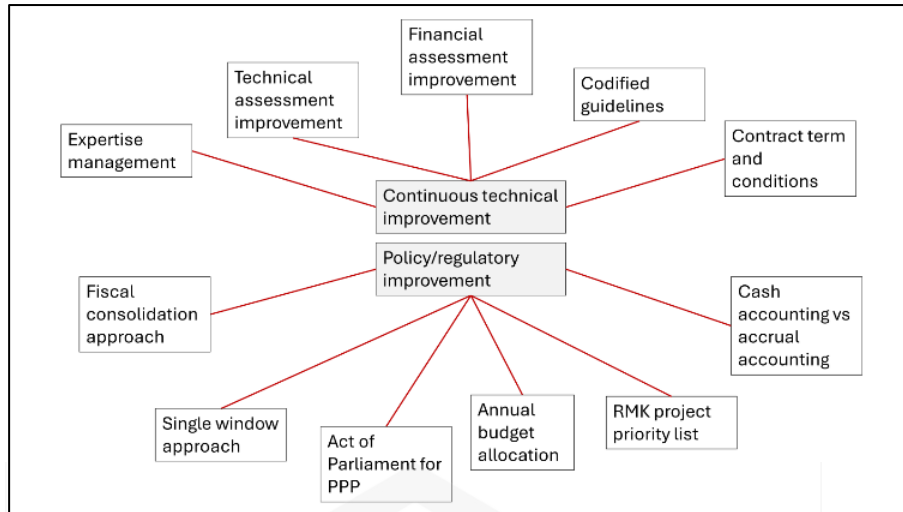 Financial
assessment
improvement
Technical
assessment
improvement
Codified
guidelines
Expertise
management
Contract term
and
conditions
Continuous technical
improvement
Policy/regulatory
improvement
Fiscal
consolidation
approach
Cash
accounting vs
accrual
accounting
Single window
approach
Act of
Parliament for
PPP
Annual
budget
allocation
RMK project
priority list